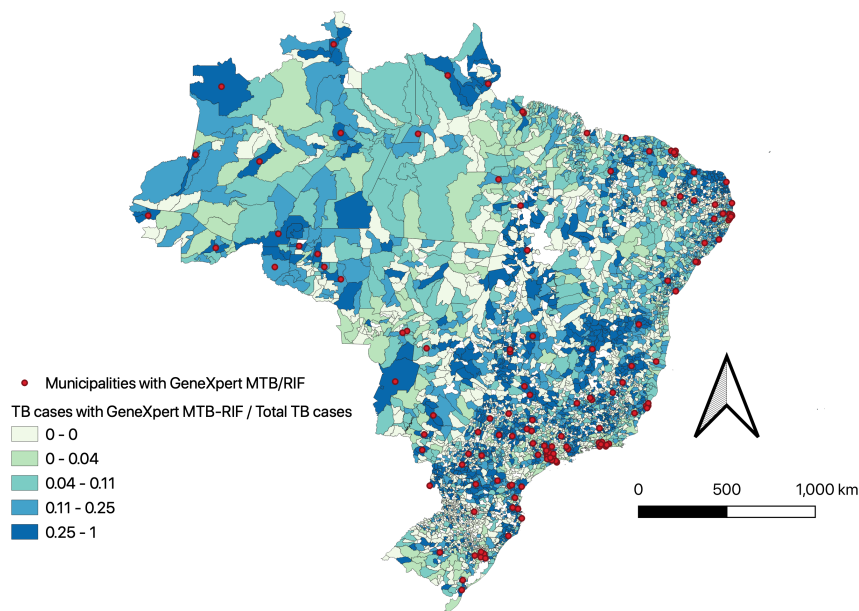 Municipalities with GeneXpert MTB/RIF
TB cases with GeneXpert MTB-RIF / Total TB cases
0 - 0
0 - 0.04
0.04 - 0.11
0.11 - 0.25
0.25 - 1
0 500 1,000 km